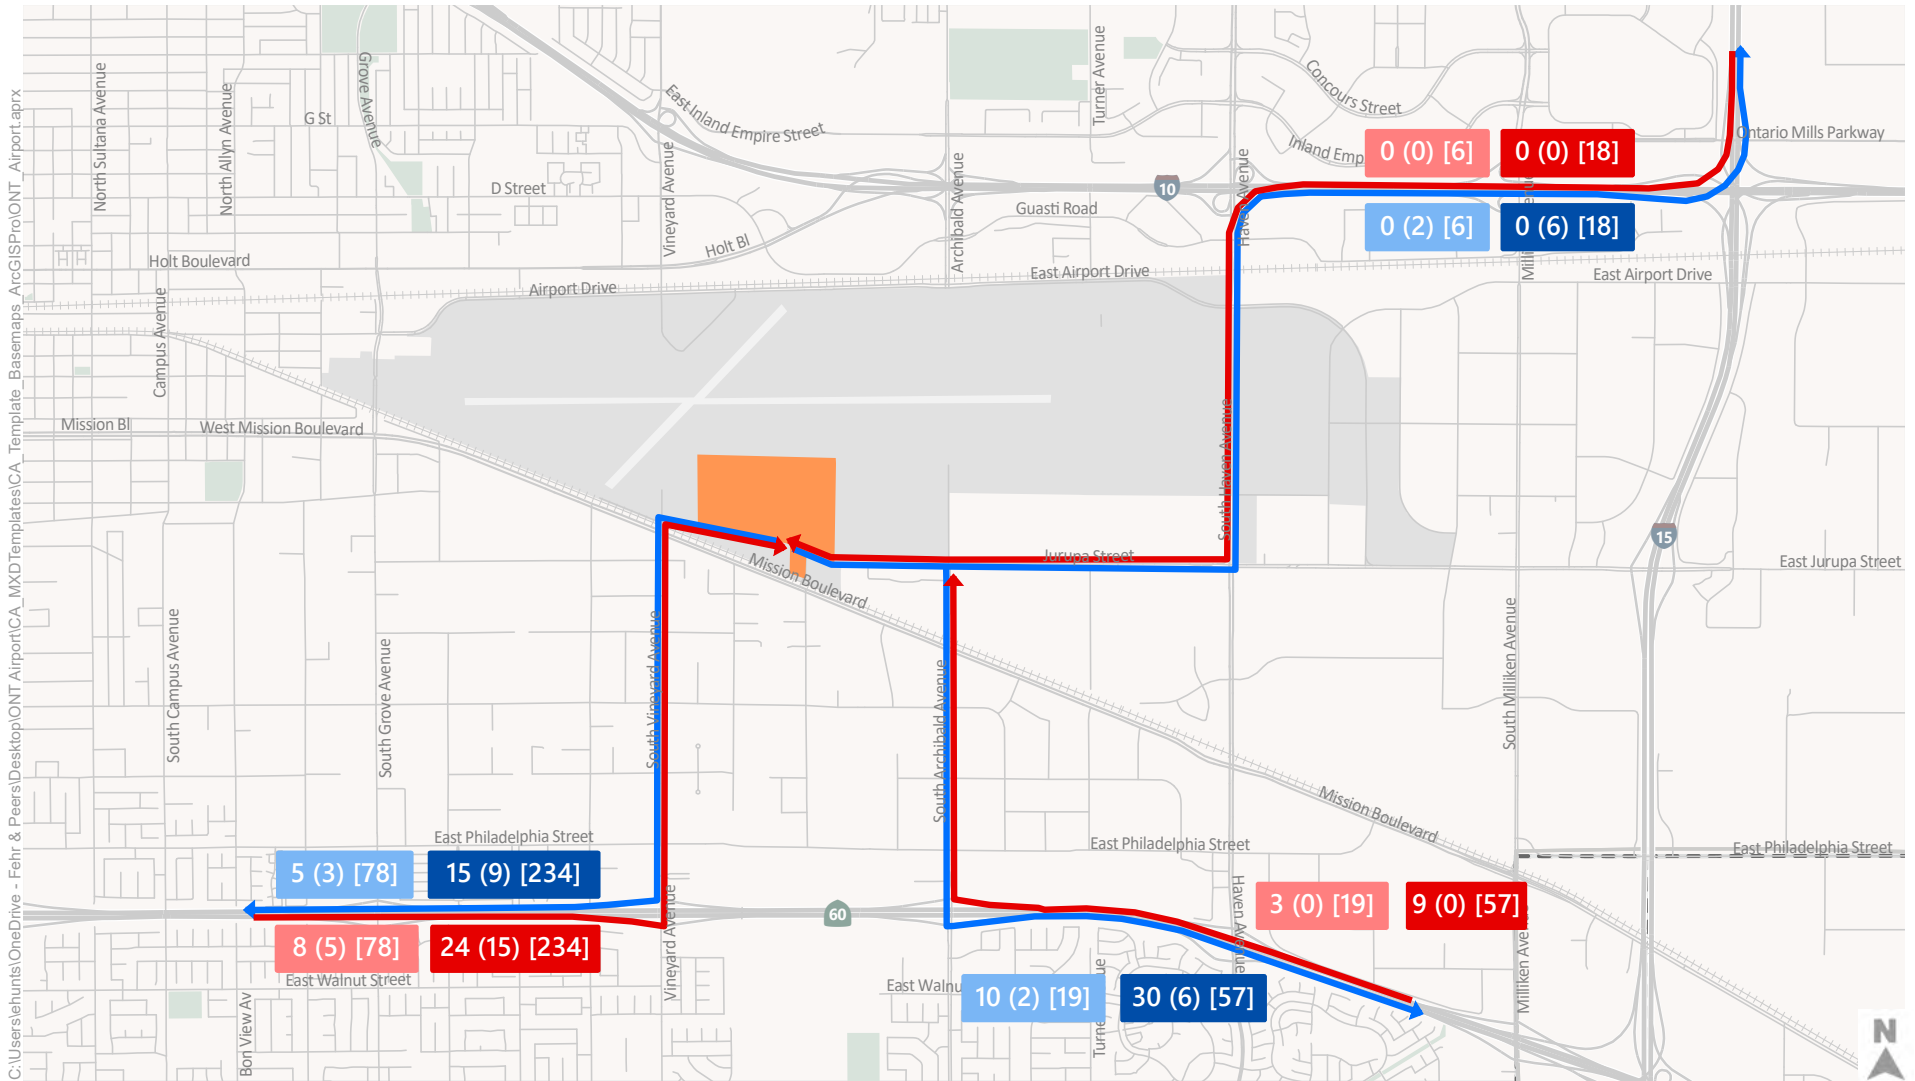 C:\Users\ehunts\OneDrive - Fehr & Peers\Desktop\ONT Airport\CA_MXDTemplates\CA_Template_Basemaps_ArcGISPro\ONT_Airport.aprx
North Sultana Avenue
North Allyn Avenue
Grove Avenue
G St
East Inland Empire Street
Turner Avenue
Concours Street
Ontario Mills Parkway
Inland Emp
0 (0) [6]
0 (0) [18]
D Street
Vineyard Avenue
Archibald Avenue
10
Guasti Road
0 (2) [6]
0 (6) [18]
Holt Boulevard
Holt Bl
East Airport Drive
East Airport Drive
Airport Drive
Campus Avenue
Mission Bl
West Mission Boulevard
South Haven Avenue
15
Jurupa Street
East Jurupa Street
Mission Boulevard
South Campus Avenue
South Grove Avenue
South Vineyard Avenue
South Archibald Avenue
South Milliken Avenue
Mission Boulevard
East Philadelphia Street
East Philadelphia Street
East Philadelphia Street
5 (3) [78]
15 (9) [234]
60
3 (0) [19]
9 (0) [57]
8 (5) [78]
24 (15) [234]
East Walnut Street
Vineyard Avenue
Haven Avenue
East Walnu
10 (2) [19]
30 (6) [57]
Bon View Av
N